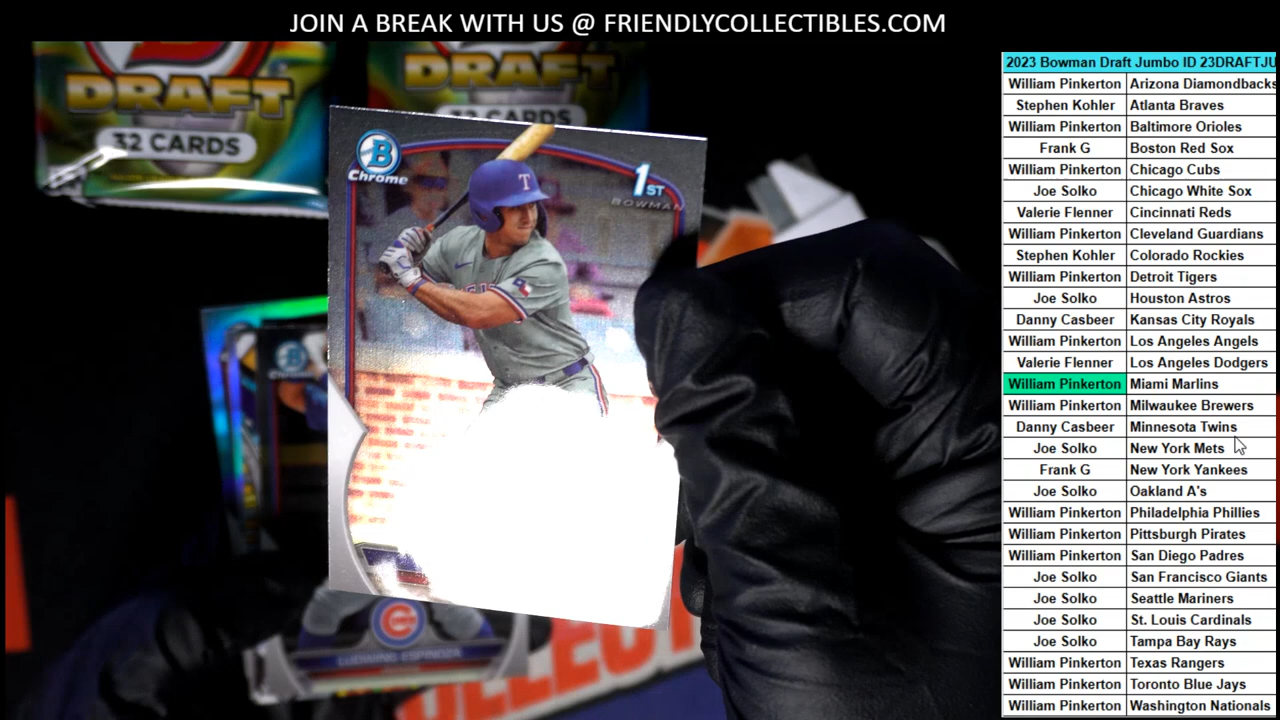 JOIN A BREAK WITH US @ FRIENDLYCOLLECTIBLES.COM
DRAFT
32 CARDS
DRAFT
32 CARDS
B
Chrome
1ST
BOWMAN
T
C
LUDWING ESPINOZA
2023 Bowman Draft Jumbo ID 23DRAFTJU
William Pinkerton Arizona Diamondbacks
Stephen Kohler Atlanta Braves
William Pinkerton Baltimore Orioles
Frank G Boston Red Sox
William Pinkerton Chicago Cubs
Joe Solko Chicago White Sox
Valerie Flenner Cincinnati Reds
William Pinkerton Cleveland Guardians
Stephen Kohler Colorado Rockies
William Pinkerton Detroit Tigers
Joe Solko Houston Astros
Danny Casbeer Kansas City Royals
William Pinkerton Los Angeles Angels
Valerie Flenner Los Angeles Dodgers
William Pinkerton Miami Marlins
William Pinkerton Milwaukee Brewers
Danny Casbeer Minnesota Twins
Joe Solko New York Mets
Frank G New York Yankees
Joe Solko Oakland A's
William Pinkerton Philadelphia Phillies
William Pinkerton Pittsburgh Pirates
William Pinkerton San Diego Padres
Joe Solko San Francisco Giants
Joe Solko Seattle Mariners
Joe Solko St. Louis Cardinals
Joe Solko Tampa Bay Rays
William Pinkerton Texas Rangers
William Pinkerton Toronto Blue Jays
William Pinkerton Washington Nationals